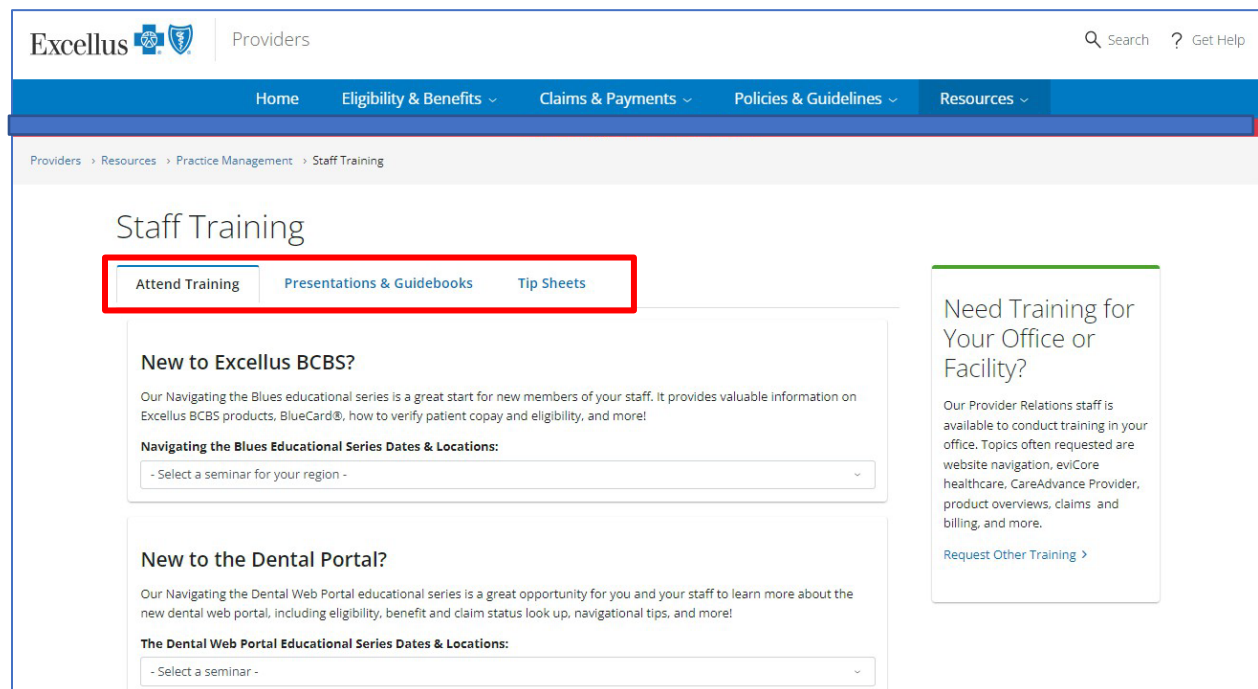 Excellus Providers Search ? Get Help
Home Eligibility & Benefits Claims & Payments Policies & Guidelines Resources
Providers › Resources › Practice Management › Staff Training
Staff Training
Attend Training Presentations & Guidebooks Tip Sheets
New to Excellus BCBS?
Our Navigating the Blues educational series is a great start for new members of your staff. It provides valuable information on
Excellus BCBS products, BlueCard®, how to verify patient copay and eligibility, and more!
Navigating the Blues Educational Series Dates & Locations:
- Select a seminar for your region -
New to the Dental Portal?
Our Navigating the Dental Web Portal educational series is a great opportunity for you and your staff to learn more about the
new dental web portal, including eligibility, benefit and claim status look up, navigational tips, and more!
The Dental Web Portal Educational Series Dates & Locations:
- Select a seminar -
Need Training for
Your Office or
Facility?
Our Provider Relations staff is
available to conduct training in your
office. Topics often requested are
website navigation, eviCore
healthcare, CareAdvance Provider,
product overviews, claims and
billing, and more.
Request Other Training ›